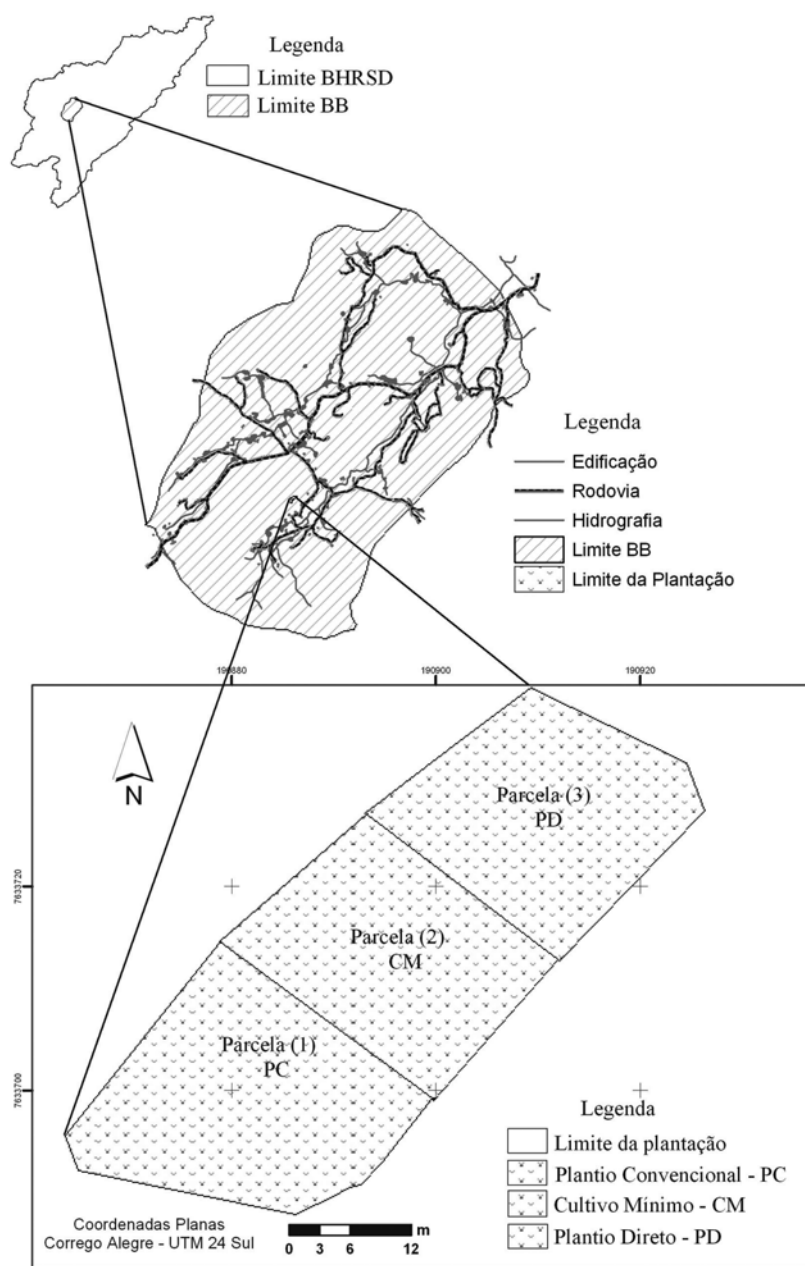 Legenda
Limite BHRSD
Limite BB
Legenda
Edificação
Rodovia
Hidrografia
Limite BB
Limite da Plantação
190880
190900
190920
N
7633720
7633700
Parcela (3)
PD
Parcela (2)
CM
Parcela (1)
PC
Legenda
Limite da plantação
Plantio Convencional - PC
Cultivo Mínimo - CM
Plantio Direto - PD
Coordenadas Planas
Corrego Alegre - UTM 24 Sul
0 3 6 12 m